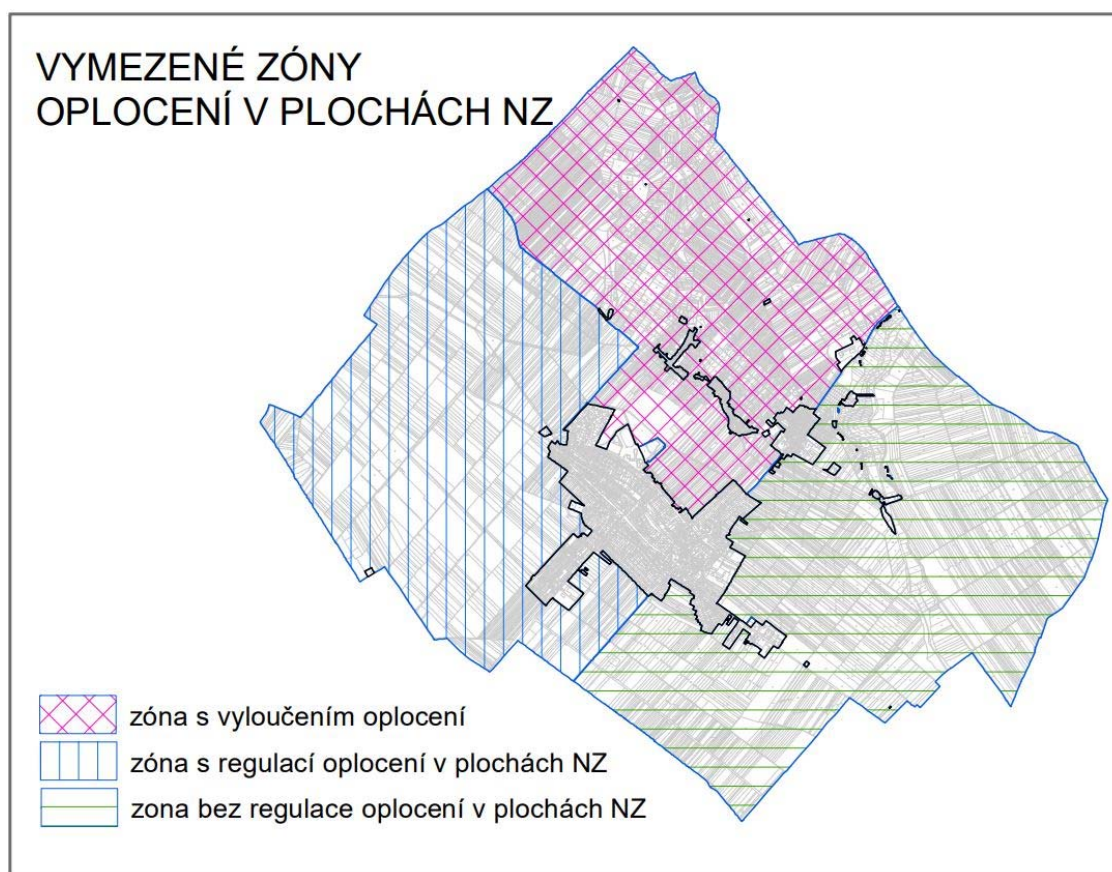 VYMEZENÉ ZÓNY
OPLOCENÍ V PLOCHÁCH NZ
zóna s vyloučením oplocení
zóna s regulací oplocení v plochách NZ
zona bez regulace oplocení v plochách NZ